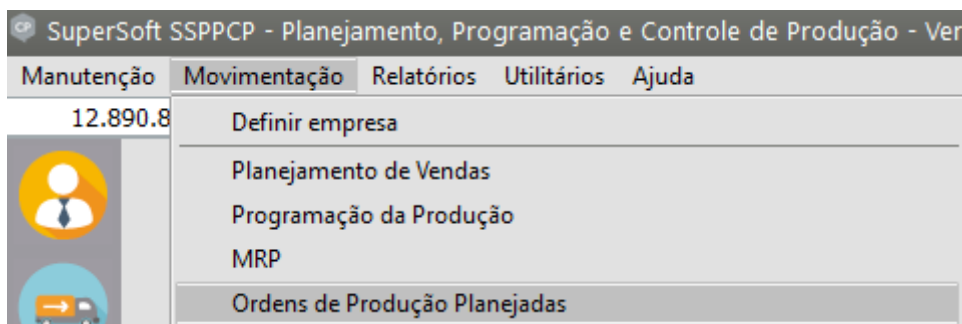 SuperSoft SSPPCP - Planejamento, Programação e Controle de Produção - Ver
Manutenção Movimentação Relatórios Utilitários Ajuda
12.890.8
Definir empresa
Planejamento de Vendas
Programação da Produção
MRP
Ordens de Produção Planejadas